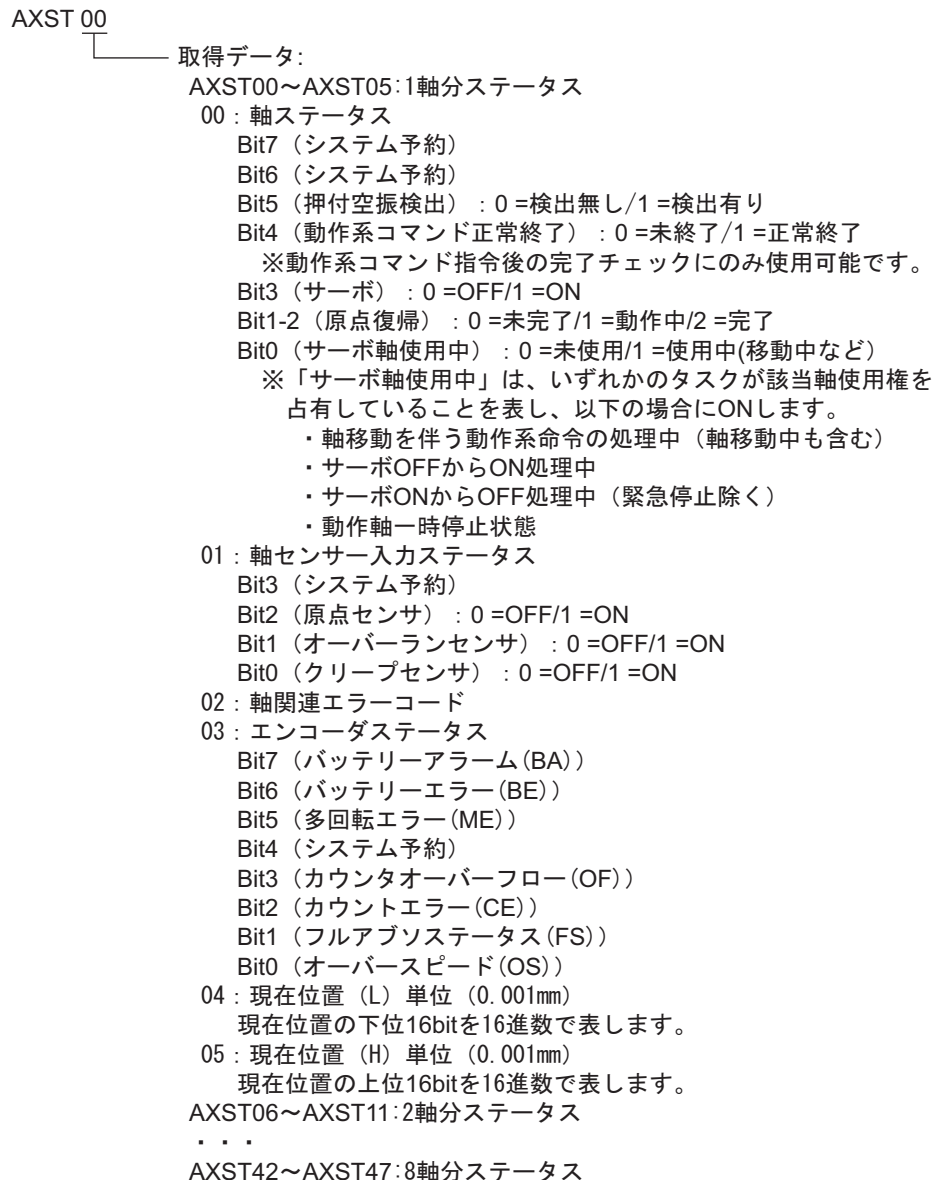 AXST 00
取得データ:
AXST00～AXST05:1軸分ステータス
00：軸ステータス
Bit7（システム予約）
Bit6（システム予約）
Bit5（押付空振検出）：0 =検出無し/1 =検出有り
Bit4（動作系コマンド正常終了）：0 =未終了/1 =正常終了
※動作系コマンド指令後の完了チェックにのみ使用可能です。
Bit3（サーボ）：0 =OFF/1 =ON
Bit1-2（原点復帰）：0 =未完了/1 =動作中/2 =完了
Bit0（サーボ軸使用中）：0 =未使用/1 =使用中(移動中など）
※「サーボ軸使用中」は、いずれかのタスクが該当軸使用権を
占有していることを表し、以下の場合にONします。
・軸移動を伴う動作系命令の処理中（軸移動中も含む）
・サーボOFFからON処理中
・サーボONからOFF処理中（緊急停止除く）
・動作軸一時停止状態
01：軸センサー入力ステータス
Bit3（システム予約）
Bit2（原点センサ）：0 =OFF/1 =ON
Bit1（オーバーランセンサ）：0 =OFF/1 =ON
Bit0（クリープセンサ）：0 =OFF/1 =ON
02：軸関連エラーコード
03：エンコーダステータス
Bit7（バッテリーアラーム(BA)）
Bit6（バッテリーエラー(BE)）
Bit5（多回転エラー(ME)）
Bit4（システム予約）
Bit3（カウンタオーバーフロー(OF)）
Bit2（カウントエラー(CE)）
Bit1（フルアブソステータス(FS)）
Bit0（オーバースピード(OS)）
04：現在位置（L）単位（0.001㎜）
現在位置の下位16bitを16進数で表します。
05：現在位置（H）単位（0.001㎜）
現在位置の上位16bitを16進数で表します。
AXST06～AXST11:2軸分ステータス
・・・
AXST42～AXST47:8軸分ステータス